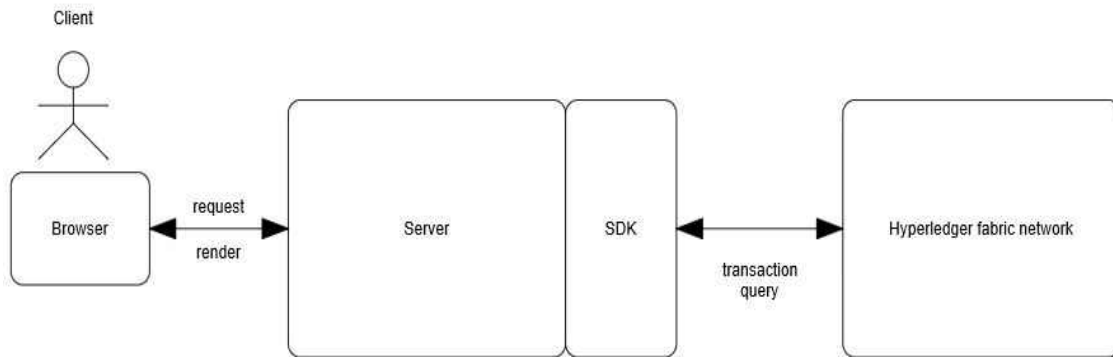 Client
Browser
request
render
Server
SDK
transaction
query
Hyperledger fabric network